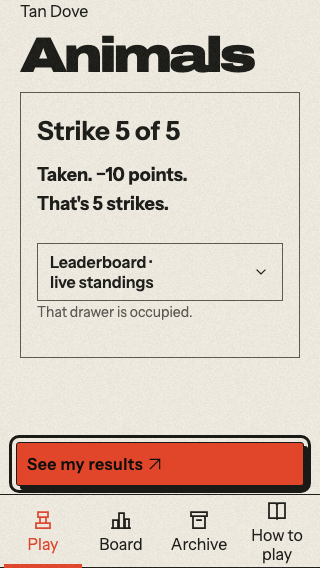 Tan Dove
Animals
Strike 5 of 5
Taken. −10 points.
That's 5 strikes.
Leaderboard ·
live standings
That drawer is occupied.
See my results
Play
Board
Archive
How to
play